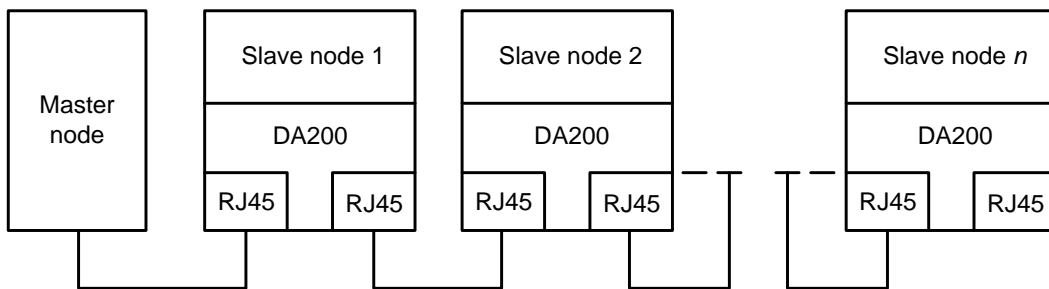 Master
node
Slave node 1
DA200
RJ45
RJ45
Slave node 2
DA200
RJ45
RJ45
Slave node n
DA200
RJ45
RJ45